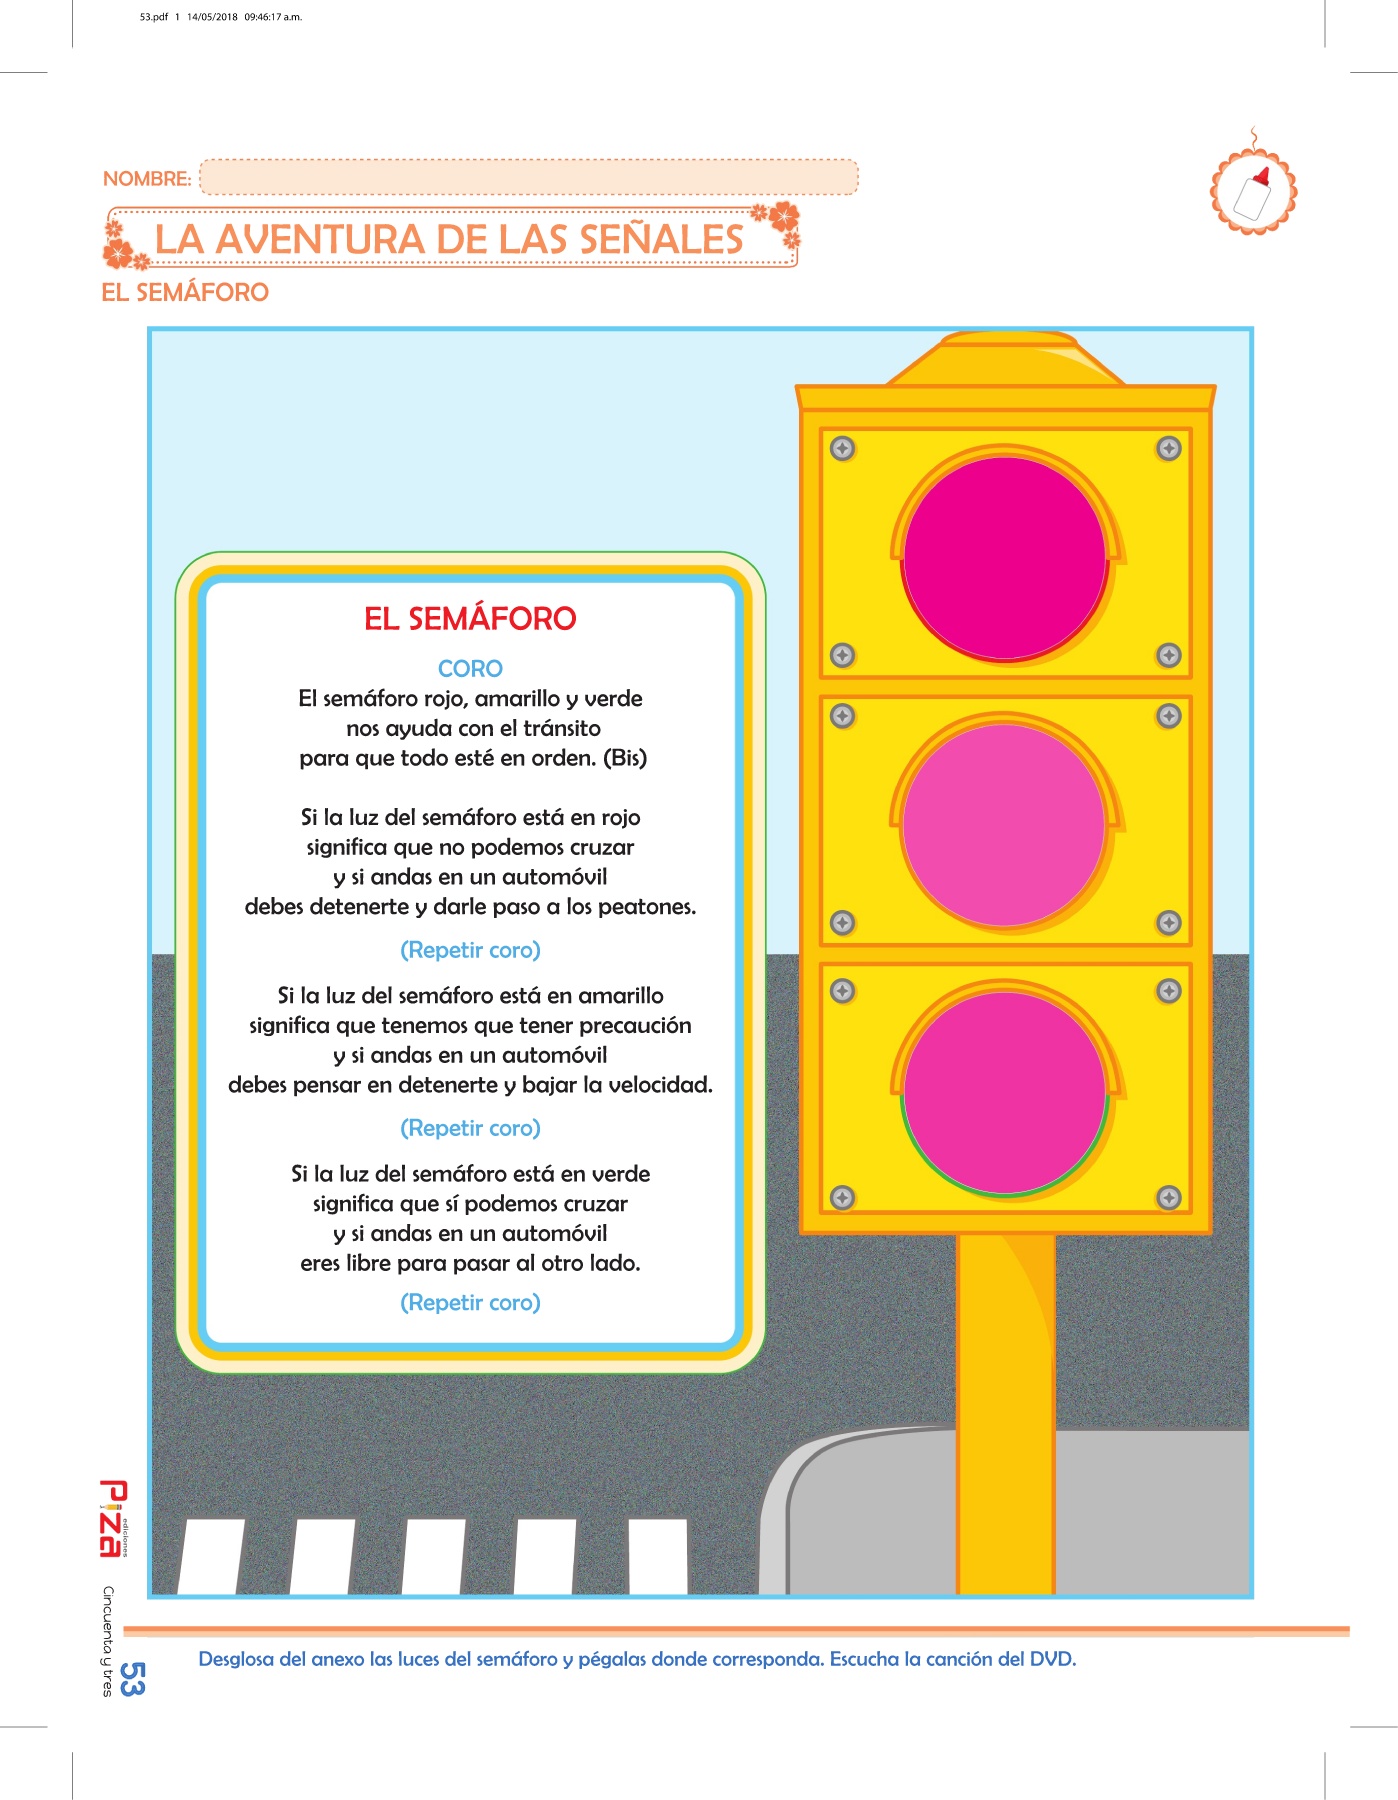 53.pdf 1 14/05/2018 09:46:17 a.m.
NOMBRE:
LA AVENTURA DE LAS SEÑALES
EL SEMÁFORO
EL SEMÁFORO
CORO
El semáforo rojo, amarillo y verde
nos ayuda con el tránsito
para que todo esté en orden. (Bis)
Si la luz del semáforo está en rojo
significa que no podemos cruzar
y si andas en un automóvil
debes detenerte y darle paso a los peatones.
(Repetir coro)
Si la luz del semáforo está en amarillo
significa que tenemos que tener precaución
y si andas en un automóvil
debes pensar en detenerte y bajar la velocidad.
(Repetir coro)
Si la luz del semáforo está en verde
significa que sí podemos cruzar
y si andas en un automóvil
eres libre para pasar al otro lado.
(Repetir coro)
Piza
ediciones
Cincuenta y tres
53
Desglosa del anexo las luces del semáforo y pégalas donde corresponda. Escucha la canción del DVD.